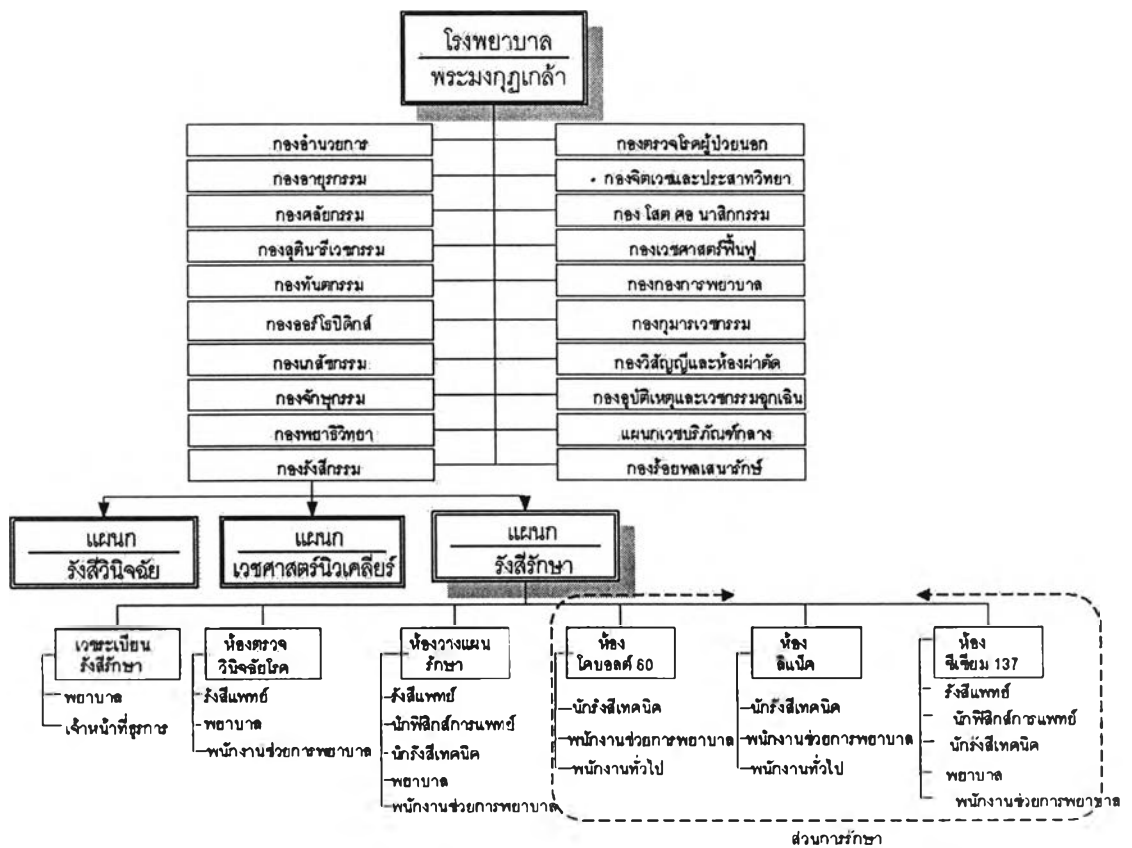 โรงพยาบาล
พระมงกุฎเกล้า
กองอำนวยการ
กองตรวจโรคผู้ป่วยนอก
กองอายุรกรรม
กองจิตเวชและประสาทวิทยา
กองศัลยกรรม
กอง โสต ศอ นาสิกกรรม
กองสูตินารีเวชกรรม
กองเวชศาสตร์ฟื้นฟู
กองทันตกรรม
กองกองการพยาบาล
กองออร์โธปิดิกส์
กองกุมารเวชกรรม
กองเภสัชกรรม
กองวิสัญญีและห้องผ่าตัด
กองจักษุกรรม
กองอุบัติเหตุและเวชกรรมฉุกเฉิน
กองพยาธิวิทยา
แผนกเวชบริภัณฑ์กลาง
กองรังสีกรรม
กองร้อยพลเสนารักษ์
แผนก
รังสีวินิจฉัย
แผนก
เวชศาสตร์นิวเคลียร์
แผนก
รังสีรักษา
เวชระเบียน
รังสีรักษา
พยาบาล
เจ้าหน้าที่ธุรการ
ห้องตรวจ
วินิจฉัยโรค
รังสีแพทย์
พยาบาล
พนักงานช่วยการพยาบาล
ห้องวางแผน
รักษา
รังสีแพทย์
นักฟิสิกส์การแพทย์
นักรังสีเทคนิค
พยาบาล
พนักงานช่วยการพยาบาล
ห้อง
โคบอลต์ 60
นักรังสีเทคนิค
พนักงานช่วยการพยาบาล
พนักงานทั่วไป
ห้อง
ลิแน็ค
นักรังสีเทคนิค
พนักงานช่วยการพยาบาล
พนักงานทั่วไป
ห้อง
ซีเซียม 137
รังสีแพทย์
นักฟิสิกส์การแพทย์
นักรังสีเทคนิค
พยาบาล
พนักงานช่วยการพยาบาล
ส่วนการรักษา